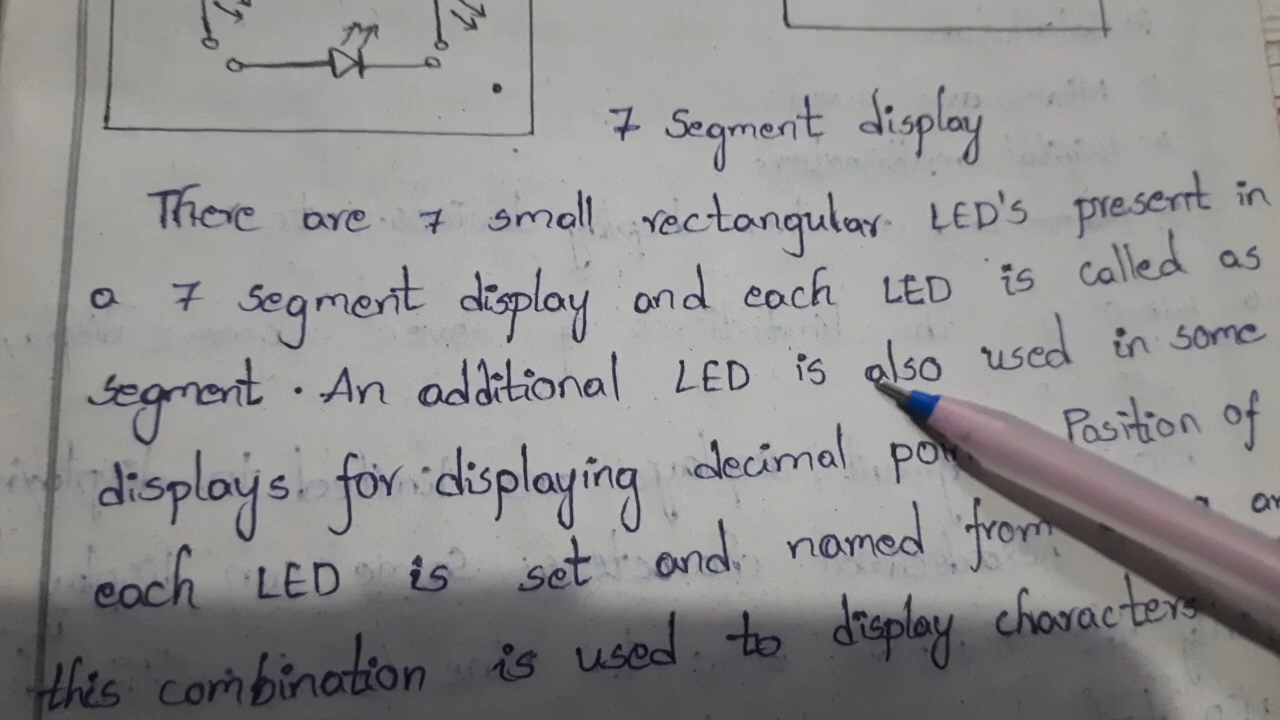 7 Segment display
There are 7 small rectangular LED's present in
a 7 segment display and each LED is called as
segment. An additional LED is also used in some
displays for displaying decimal Position of
each LED is set and named from
this combination is used to display characters